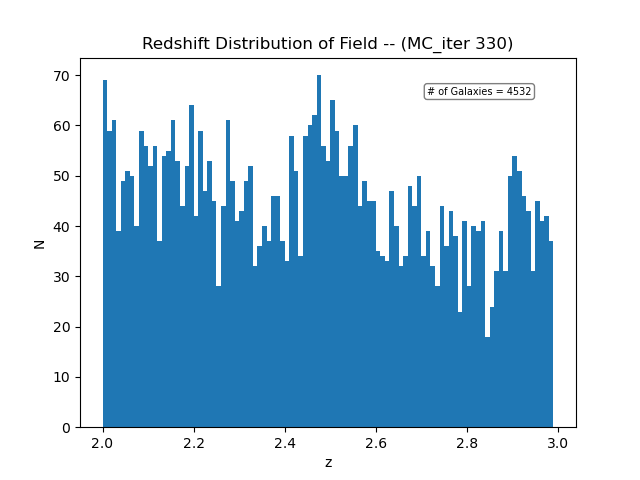 Redshift Distribution of Field -- (MC_iter 330)
# of Galaxies = 4532
70
60
50
40
30
20
10
0
N
2.0 2.2 2.4 2.6 2.8 3.0
z